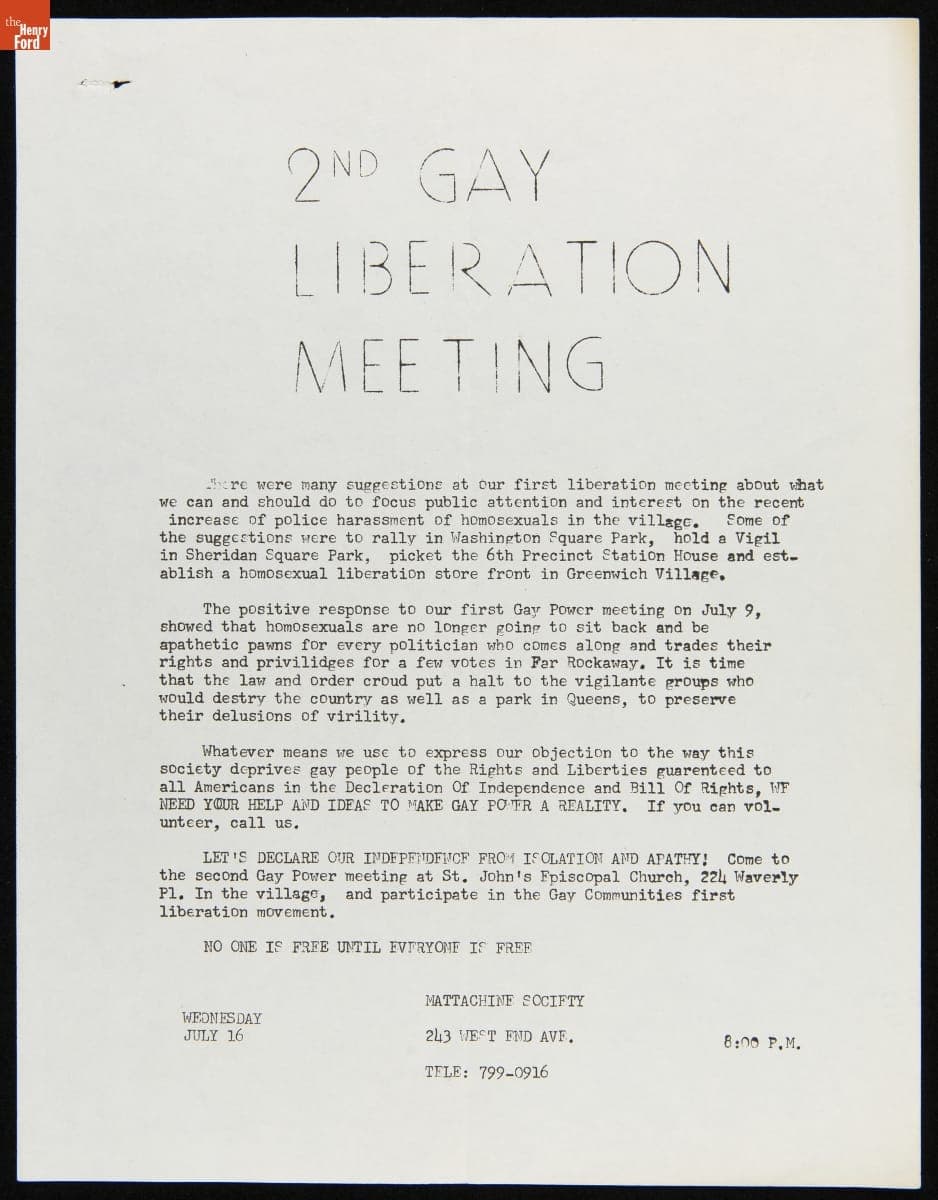 the
Henry
Ford
2ND GAY
LIBERATION
MEETING
There were many suggestions at our first liberation meeting about what
we can and should do to focus public attention and interest on the recent
increase of police harassment of homosexuals in the village. Some of
the suggestions were to rally in Washington Square Park, hold a Vigil
in Sheridan Square Park, picket the 6th Precinct Station House and est-
ablish a homosexual liberation store front in Greenwich Village.
The positive response to our first Gay Power meeting on July 9,
showed that homosexuals are no longer going to sit back and be
apathetic pawns for every politician who comes along and trades their
rights and privilidges for a few votes in Far Rockaway. It is time
that the law and order croud put a halt to the vigilante groups who
would destry the country as well as a park in Queens, to preserve
their delusions of virility.
Whatever means we use to express our objection to the way this
society deprives gay people of the Rights and Liberties guarenteed to
all Americans in the Decleration Of Independence and Bill Of Rights, WE
NEED YOUR HELP AND IDEAS TO MAKE GAY POWER A REALITY. If you can vol-
unteer, call us.
LET'S DECLARE OUR INDEPENDENCE FROM ISOLATION AND APATHY! Come to
the second Gay Power meeting at St. John's Episcopal Church, 224 Waverly
Pl. In the village, and participate in the Gay Communities first
liberation movement.
NO ONE IS FREE UNTIL EVERYONE IS FREE
MATTACHINE SOCIETY
WEDNESDAY
JULY 16
243 WEST END AVE.
8:00 P.M.
TELE: 799-0916